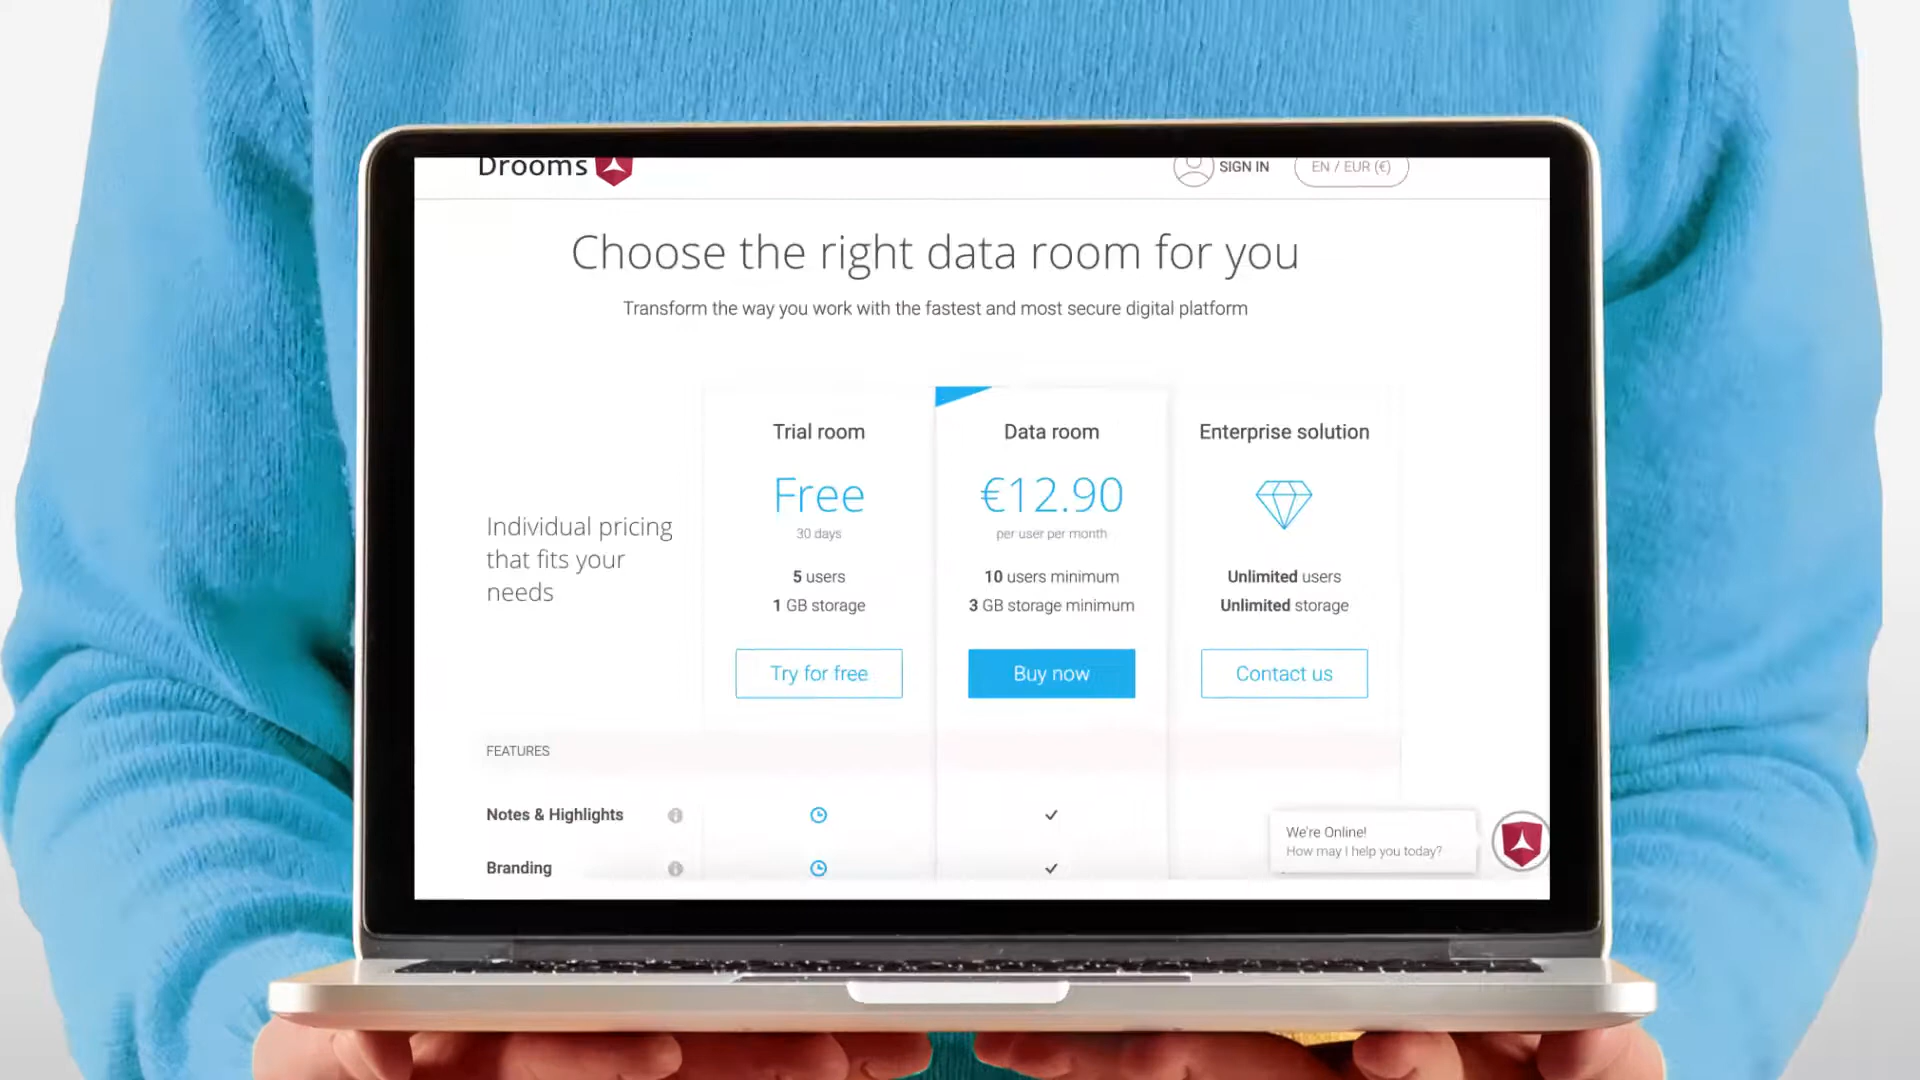 Drooms
SIGN IN
EN / EUR (€)
Choose the right data room for you
Transform the way you work with the fastest and most secure digital platform
Individual pricing
that fits your
needs
Trial room
Free
30 days
5 users
1 GB storage
Try for free
Data room
€12.90
per user per month
10 users minimum
3 GB storage minimum
Buy now
Enterprise solution
Unlimited users
Unlimited storage
Contact us
FEATURES
Notes & Highlights
Branding
We're Online!
How may I help you today?